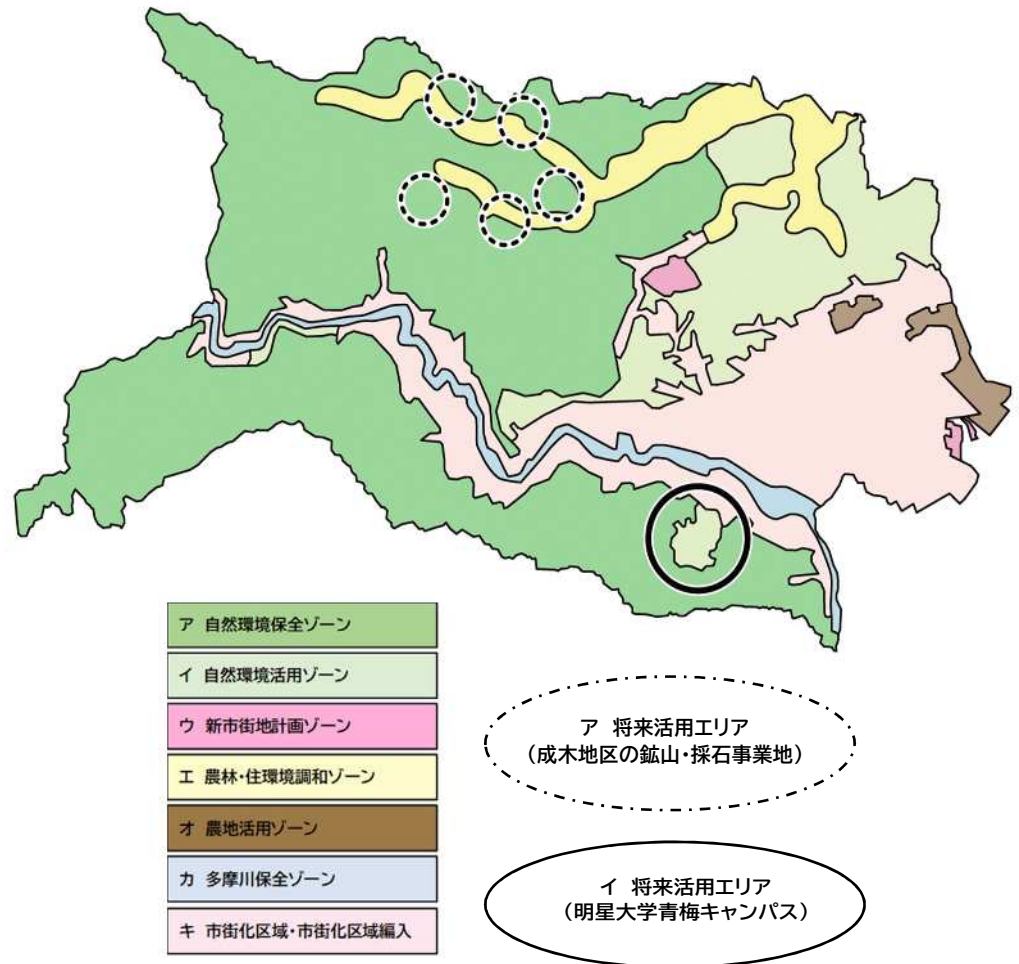 ア 自然環境保全ゾーン
イ 自然環境活用ゾーン
ウ 新市街地計画ゾーン
エ 農林・住環境調和ゾーン
オ 農地活用ゾーン
カ 多摩川保全ゾーン
キ 市街化区域・市街化区域編入
ア 将来活用エリア
（成木地区の鉱山・採石事業地）
イ 将来活用エリア
（明星大学青梅キャンパス）